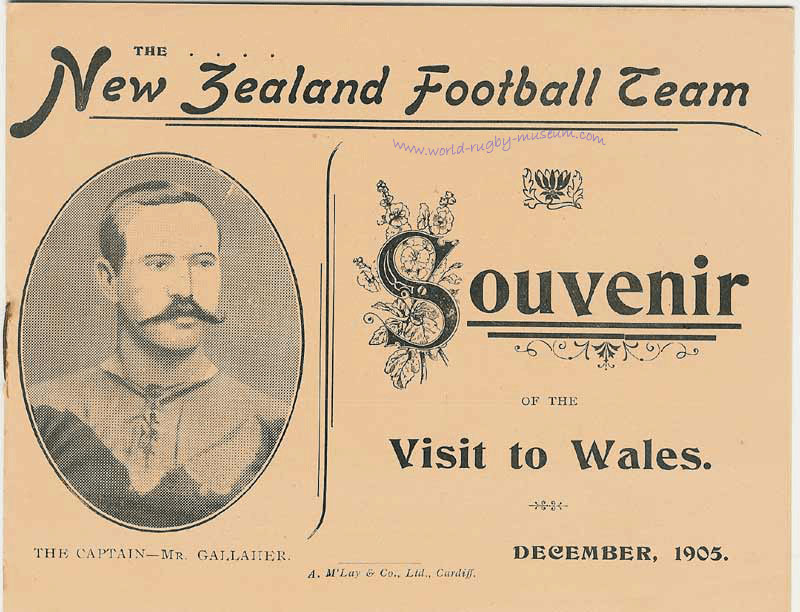 THE . . . .
New Zealand Football Team
www.world-rugby-museum.com
Souvenir
OF THE
Visit to Wales.
DECEMBER, 1905.
THE CAPTAIN—MR. GALLAHER.
A. M'Lay & Co., Ltd., Cardiff.